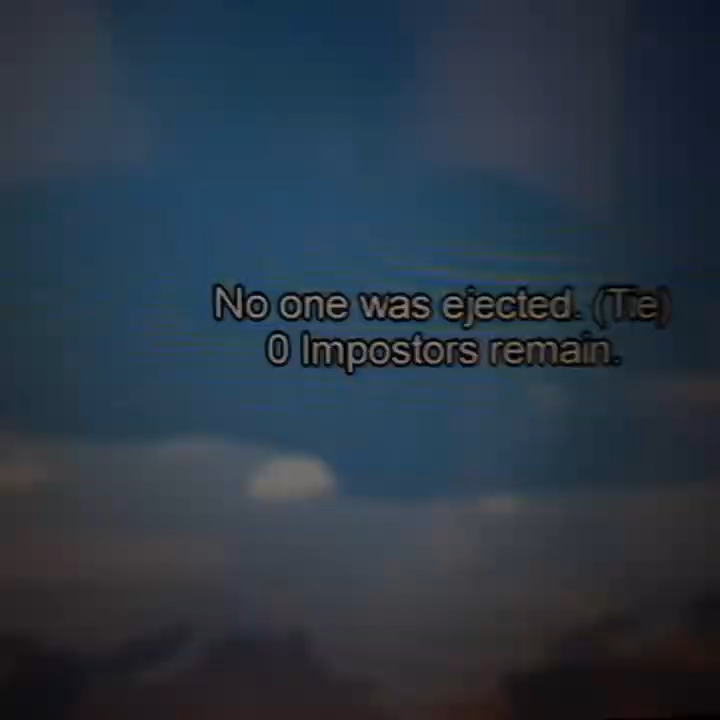 No one was ejected. (Tie)
0 Impostors remain.